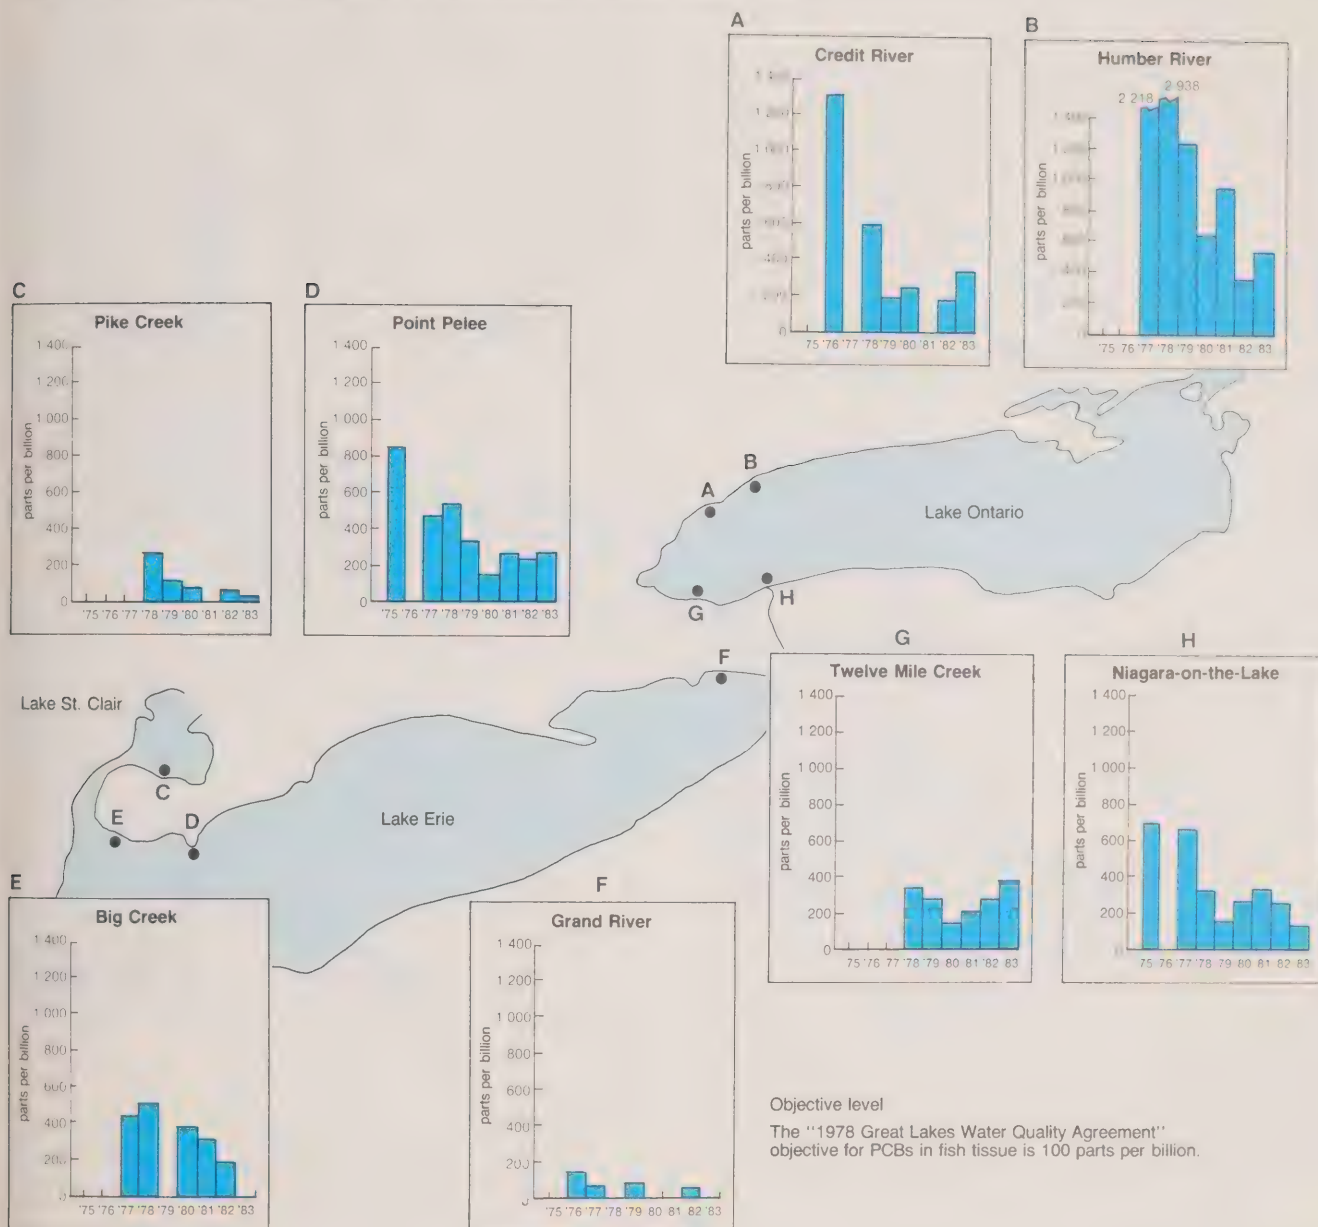 A
Credit River
parts per billion
1 000
0
'75 '76 '77 '78 '79 '80 '81 '82 '83
B
Humber River
2 218
2 938
parts per billion
'75 76 '77 78 '79 '80 '81 82 83
C
Pike Creek
parts per billion
1 400
1 200
1 000
800
600
400
200
0
'75 '76 '77 '78 '79 '80 '81 '82 '83
D
Point Pelee
parts per billion
1 400
1 200
1 000
800
600
400
200
0
'75 '76 '77 '78 '79 '80 '81 '82 '83
B
A
Lake Ontario
G
H
F
Lake St. Clair
C
E
D
Lake Erie
G
Twelve Mile Creek
parts per billion
1 400
1 200
1 000
800
600
400
200
0
75 '76 77 '78 '79 '80 81 '82 83
H
Niagara-on-the-Lake
parts per billion
1 400
1 200
1 000
800
600
400
200
0
75 76 '77 '78 '79 80 '81 '82 83
E
Big Creek
parts per billion
1 400
1 200
1 000
800
600
400
200
'75 '76 '77 '78 '79 '80 '81 '82 '83
F
Grand River
parts per billion
1 400
1 200
1 000
800
600
400
200
'75 '76 '77 '78 '79 80 81 82 '83
Objective level
The "1978 Great Lakes Water Quality Agreement"
objective for PCBs in fish tissue is 100 parts per billion.